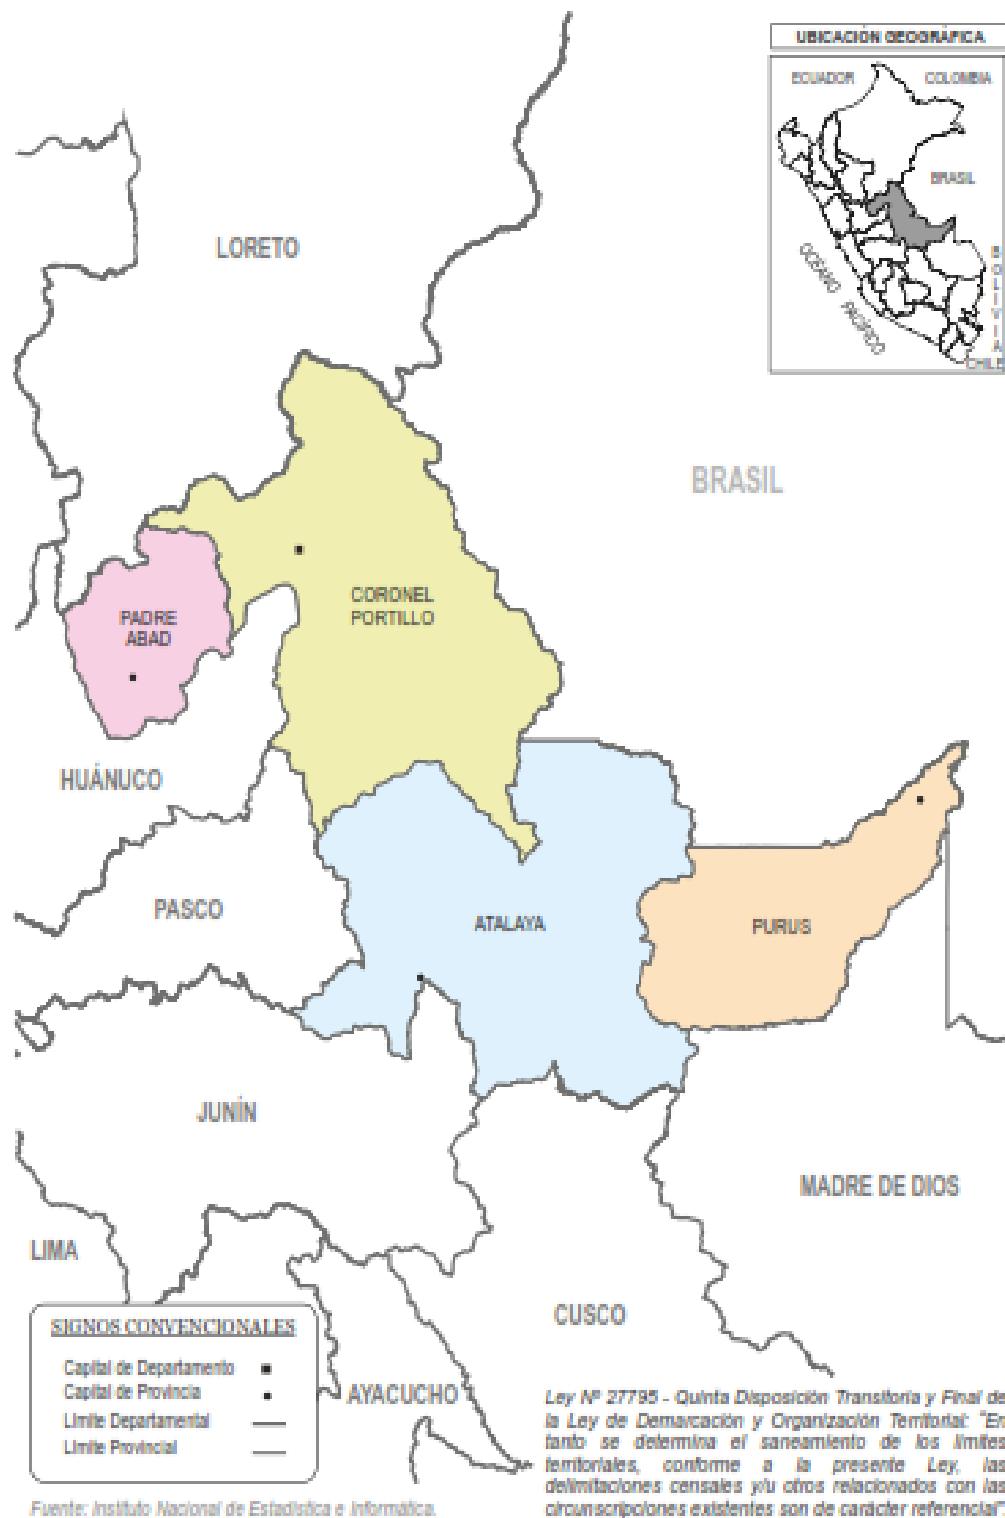 UBICACIÓN GEOGRÁFICA
ECUADOR
COLOMBIA
BRASIL
OCÉANO PACÍFICO
BOLIVIA
CHILE
LORETO
BRASIL
CORONEL
PORTILLO
PADRE
ABAD
HUÁNUCO
PASCO
ATALAYA
PURUS
JUNÍN
MADRE DE DIOS
LIMA
CUSCO
AYACUCHO
SIGNOS CONVENCIONALES
Capital de Departamento
Capital de Provincia
Límite Departamental
Límite Provincial
Ley Nº 27795 - Quinta Disposición Transitoria y Final de
la Ley de Demarcación y Organización Territorial: "En
tanto se determina el saneamiento de los límites
territoriales, conforme a la presente Ley, las
delimitaciones censales y/u otros relacionados con las
circunscripciones existentes son de carácter referencial"
Fuente: Instituto Nacional de Estadística e Informática.